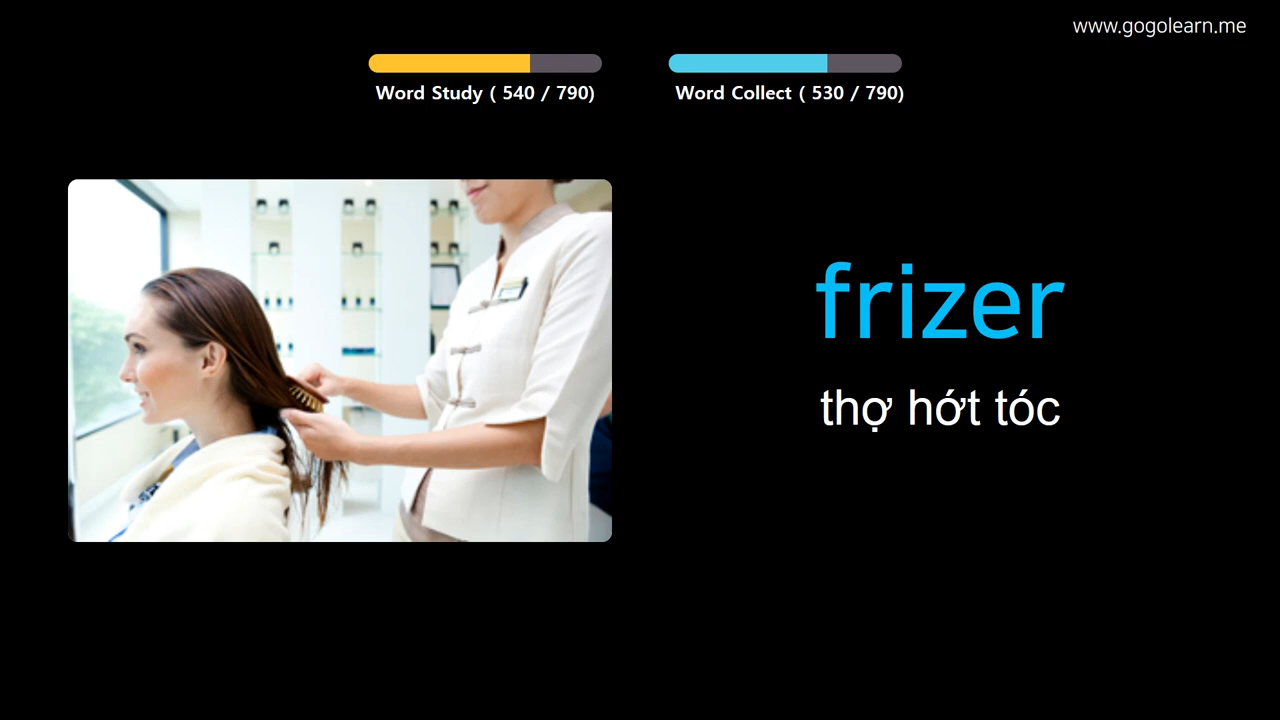 www.gogolearn.me
Word Study ( 540 / 790)
Word Collect ( 530 / 790)
frizer
thợ hớt tóc